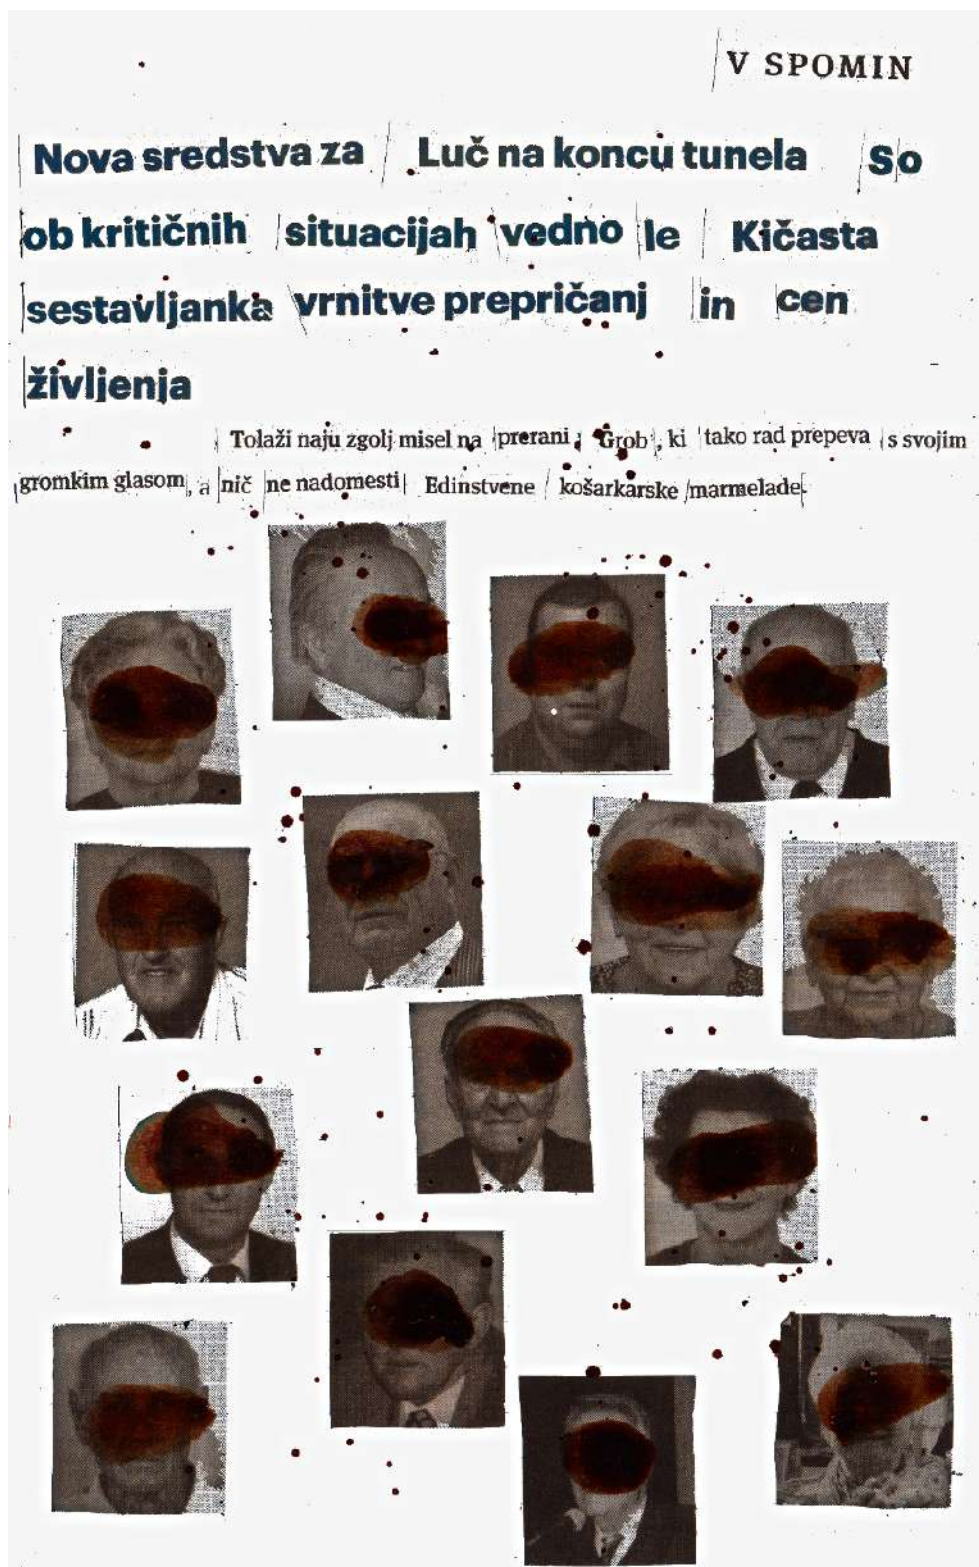 V SPOMIN
Nova sredstva za Luč na koncu tunela So
ob kritičnih situacijah vedno le Kičasta
sestavljanka vrnitve prepričanj in cen
življenja
Tolaži naju zgolj misel na prerani, Grob, ki tako rad prepeva s svojim
gromkim glasom, a nič ne nadomesti Edinstvene košarkarske marmelade.